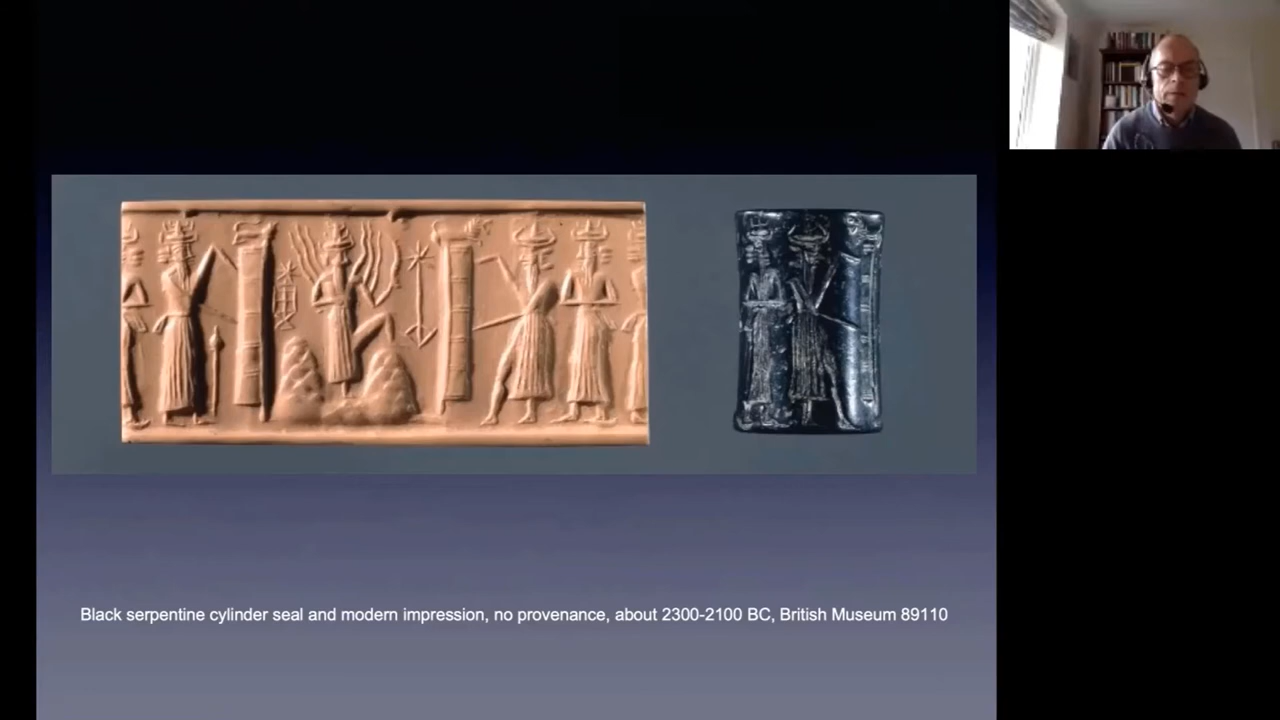 Black serpentine cylinder seal and modern impression, no provenance, about 2300-2100 BC, British Museum 89110